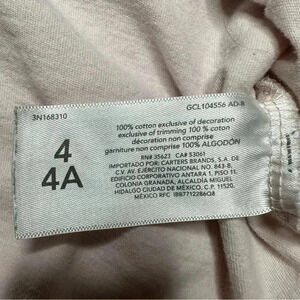 3N168310
GCL104556 AD-B
4
4A
100% cotton exclusive of decoration
exclusive of trimming 100 % coton
decoration non comprise
garniture non comprise 100% ALGODÓN
RN# 35623 CA# 53061
IMPORTADO POR: CARTERS BRANDS, S.A. DE
C.V. AV. EJÉRCITO NACIONAL NO. 843-B,
EDIFICIO CORPORATIVO ANTARA 1, PISO 11,
COLONIA GRANADA, ALCALDÍA MIGUEL
HIDALGO CIUDAD DE MÉXICO, C.P. 11520,
MÉXICO RFC IBB7712286Q8